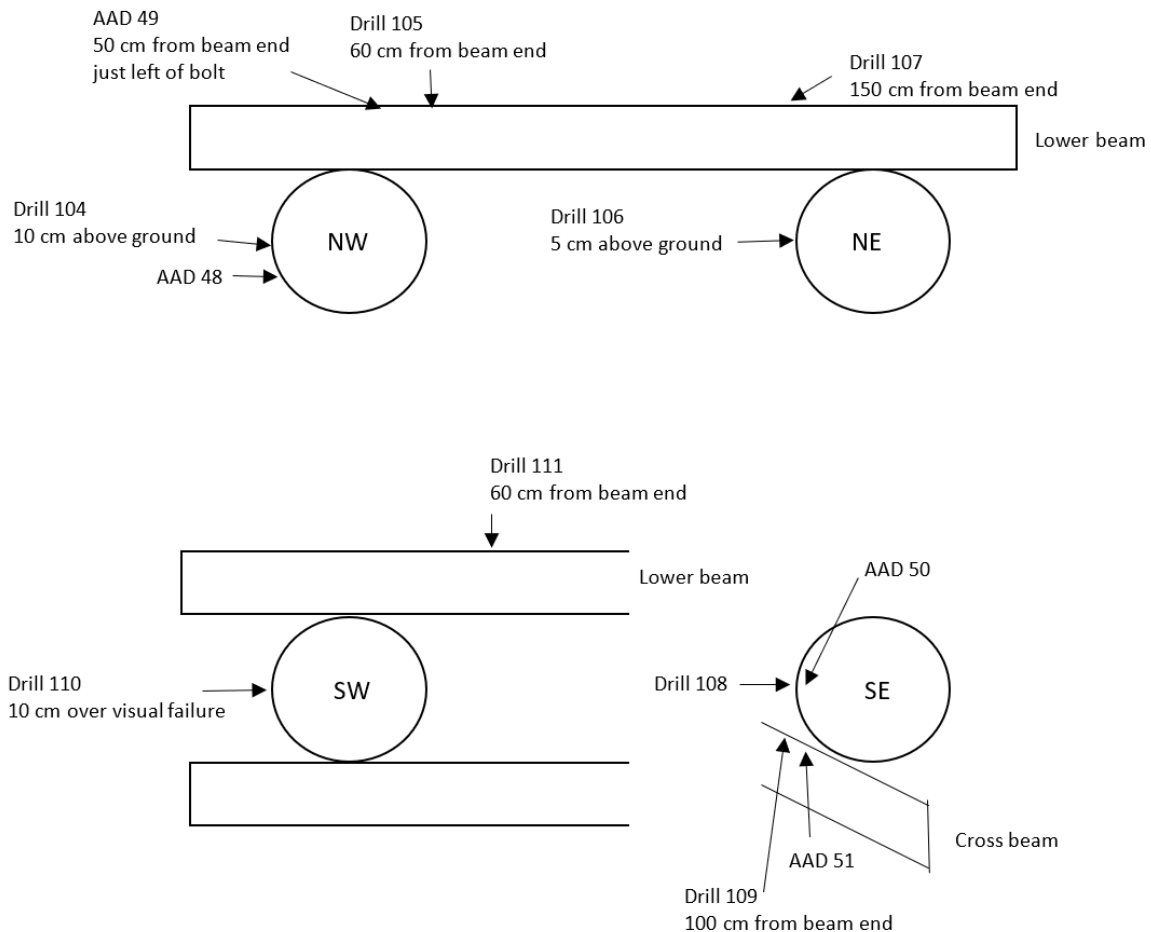 AAD 49
50 cm from beam end
just left of bolt
Drill 105
60 cm from beam end
Drill 107
150 cm from beam end
Lower beam
Drill 104
10 cm above ground
NW
AAD 48
Drill 106
5 cm above ground
NE
Drill 111
60 cm from beam end
Lower beam
AAD 50
Drill 110
10 cm over visual failure
SW
Drill 108
SE
Cross beam
AAD 51
Drill 109
100 cm from beam end